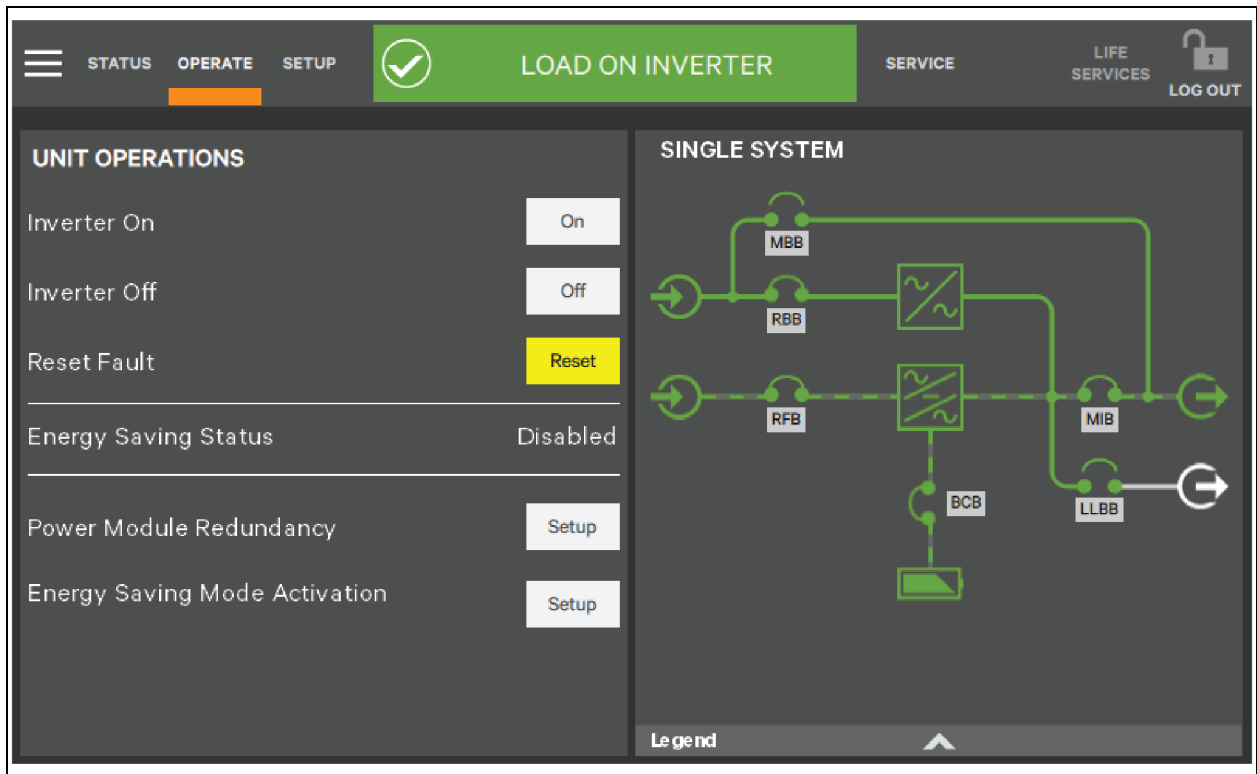 STATUS OPERATE SETUP LOAD ON INVERTER SERVICE LIFE SERVICES LOG OUT
UNIT OPERATIONS
Inverter On On
Inverter Off Off
Reset Fault Reset
Energy Saving Status Disabled
Power Module Redundancy Setup
Energy Saving Mode Activation Setup
SINGLE SYSTEM
MBB
RBB
RFB MIB
BCB
LLBB
Legend